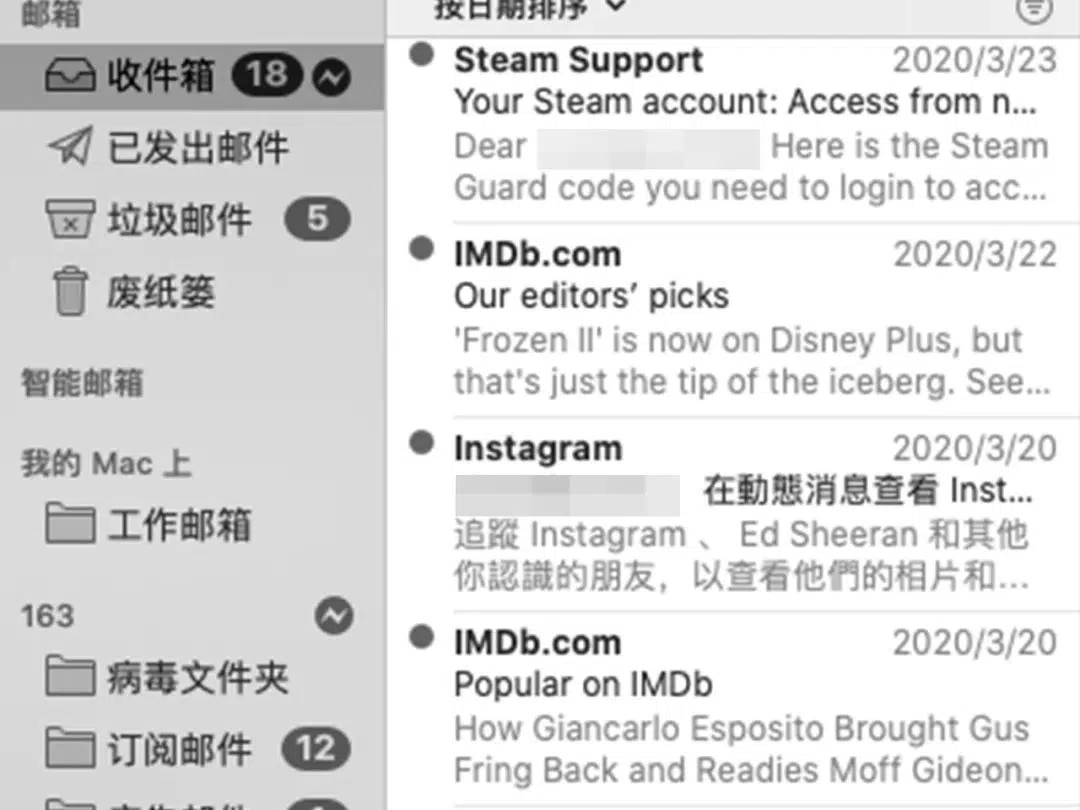 邮箱
收件箱 18
已发出邮件
垃圾邮件 5
废纸篓
智能邮箱
我的 Mac 上
工作邮箱
163
病毒文件夹
订阅邮件 12
按日期排序
Steam Support 2020/3/23
Your Steam account: Access from n...
Dear Here is the Steam
Guard code you need to login to acc...
IMDb.com 2020/3/22
Our editors’ picks
'Frozen II' is now on Disney Plus, but
that's just the tip of the iceberg. See...
Instagram 2020/3/20
在動態消息查看 Inst...
追蹤 Instagram 、 Ed Sheeran 和其他
你認識的朋友，以查看他們的相片和...
IMDb.com 2020/3/20
Popular on IMDb
How Giancarlo Esposito Brought Gus
Fring Back and Readies Moff Gideon...